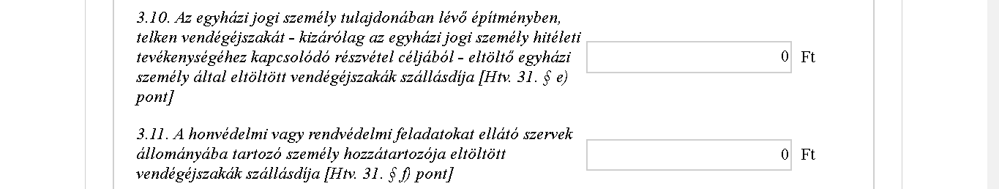 3.10. Az egyházi jogi személy tulajdonában lévő építményben,
telken vendégéjszakát - kizárólag az egyházi jogi személy hitéleti
tevékenységéhez kapcsolódó részvétel céljából - eltöltő egyházi
személy által eltöltött vendégéjszakák szállásdíja [Htv. 31. § e)
pont]
0 Ft
3.11. A honvédelmi vagy rendvédelmi feladatokat ellátó szervek
állományába tartozó személy hozzátartozója eltöltött
vendégéjszakák szállásdíja [Htv. 31. § f) pont]
0 Ft